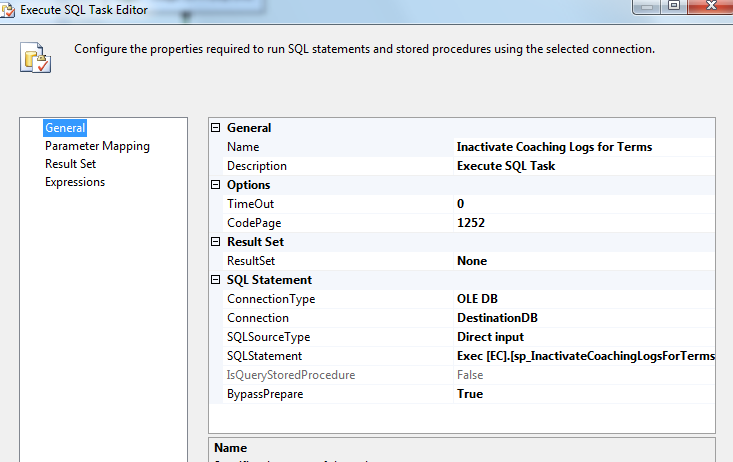 Execute SQL Task Editor
Configure the properties required to run SQL statements and stored procedures using the selected connection.
General
Parameter Mapping
Result Set
Expressions
General
Name Inactivate Coaching Logs for Terms
Description Execute SQL Task
Options
TimeOut 0
CodePage 1252
Result Set
ResultSet None
SQL Statement
ConnectionType OLE DB
Connection DestinationDB
SQLSourceType Direct input
SQLStatement Exec [EC].[sp_InactivateCoachingLogsForTerms
IsQueryStoredProcedure False
BypassPrepare True
Name